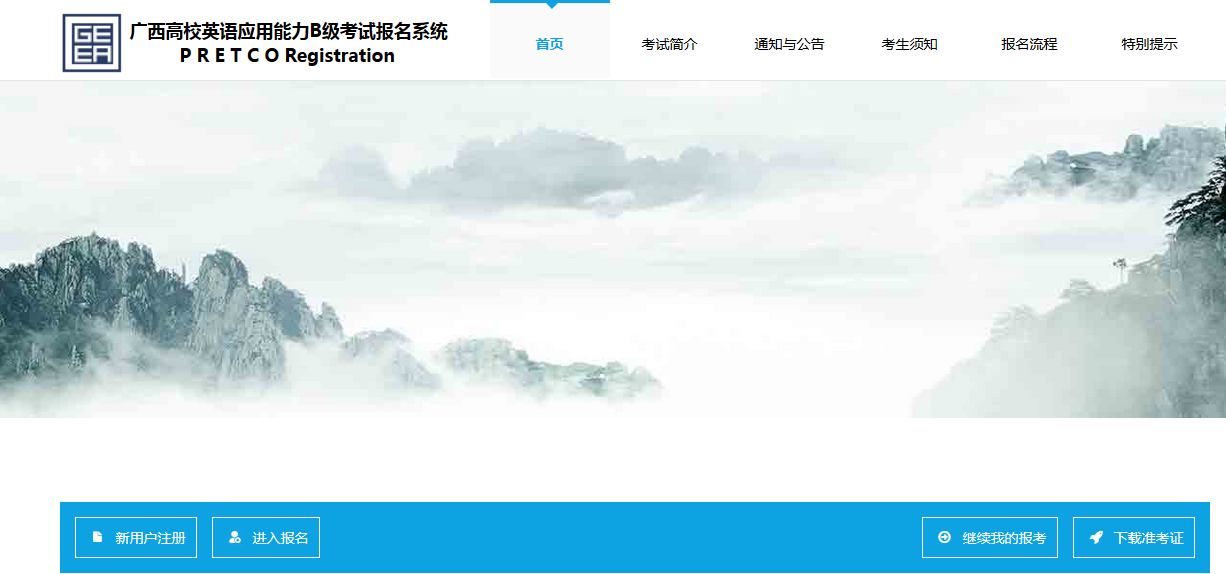 GE
EA
广西高校英语应用能力B级考试报名系统
P R E T C O Registration
首页
考试简介
通知与公告
考生须知
报名流程
特别提示
新用户注册
进入报名
继续我的报考
下载准考证